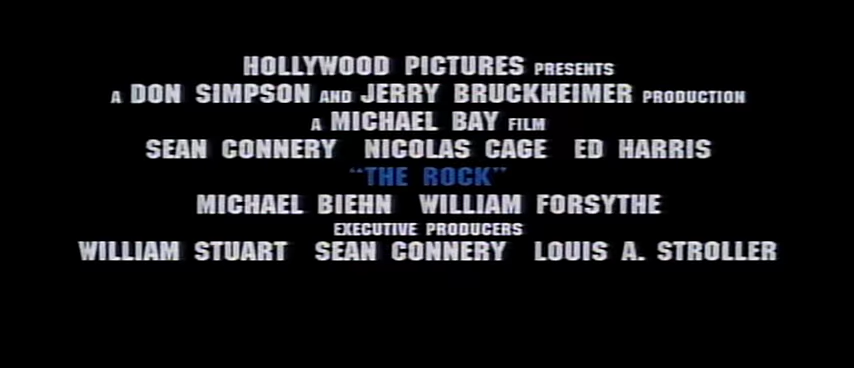 HOLLYWOOD PICTURES PRESENTS
A DON SIMPSON AND JERRY BRUCKHEIMER PRODUCTION
A MICHAEL BAY FILM
SEAN CONNERY NICOLAS CAGE ED HARRIS
"THE ROCK"
MICHAEL BIEHN WILLIAM FORSYTHE
EXECUTIVE PRODUCERS
WILLIAM STUART SEAN CONNERY LOUIS A. STROLLER